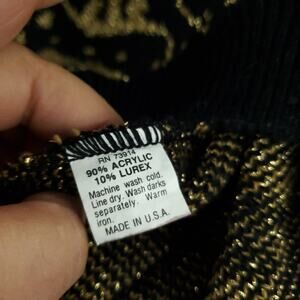 RN 73914
90% ACRYLIC
10% LUREX
Machine wash cold.
Line dry. Wash darks
separately. Warm
iron.
MADE IN U.S.A.